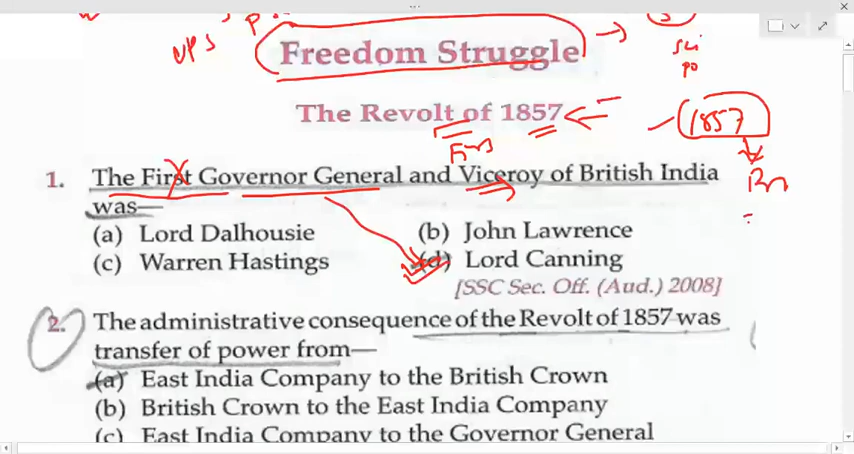 UPS
Freedom Struggle
The Revolt of 1857
1857
1. The First Governor General and Viceroy of British India
was—
(a) Lord Dalhousie (b) John Lawrence
(c) Warren Hastings (d) Lord Canning
[SSC Sec. Off. (Aud.) 2008]
2. The administrative consequence of the Revolt of 1857 was
transfer of power from—
(a) East India Company to the British Crown
(b) British Crown to the East India Company
(c) East India Company to the Governor General